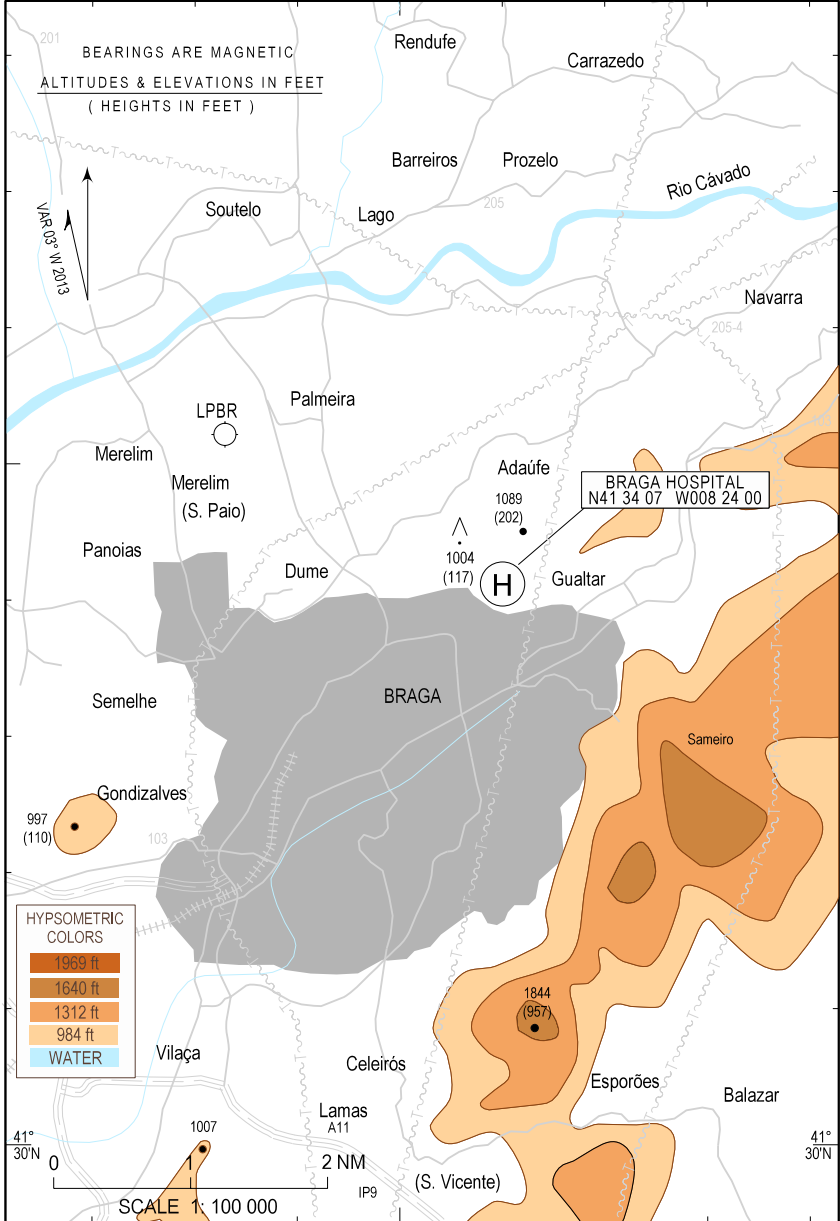 201
BEARINGS ARE MAGNETIC
ALTITUDES & ELEVATIONS IN FEET
( HEIGHTS IN FEET )
Rendufe
Carrazedo
Barreiros
Prozelo
Rio Cávado
205
Soutelo
Lago
VAR 03° W 2013
Navarra
205-4
Palmeira
LPBR
103
Merelim
Adaúfe
Merelim
(S. Paio)
BRAGA HOSPITAL
N41 34 07 W008 24 00
1089
(202)
Panoias
1004
(117)
Dume
H
Gualtar
BRAGA
Semelhe
Sameiro
Gondizalves
997
(110)
103
HYPSOMETRIC
COLORS
1969 ft
1640 ft
1312 ft
984 ft
WATER
1844
(957)
Vilaça
Celeirós
Esporões
Balazar
Lamas
A11
1007
41°
30'N
41°
30'N
0 1 2 NM
SCALE 1: 100 000
IP9
(S. Vicente)